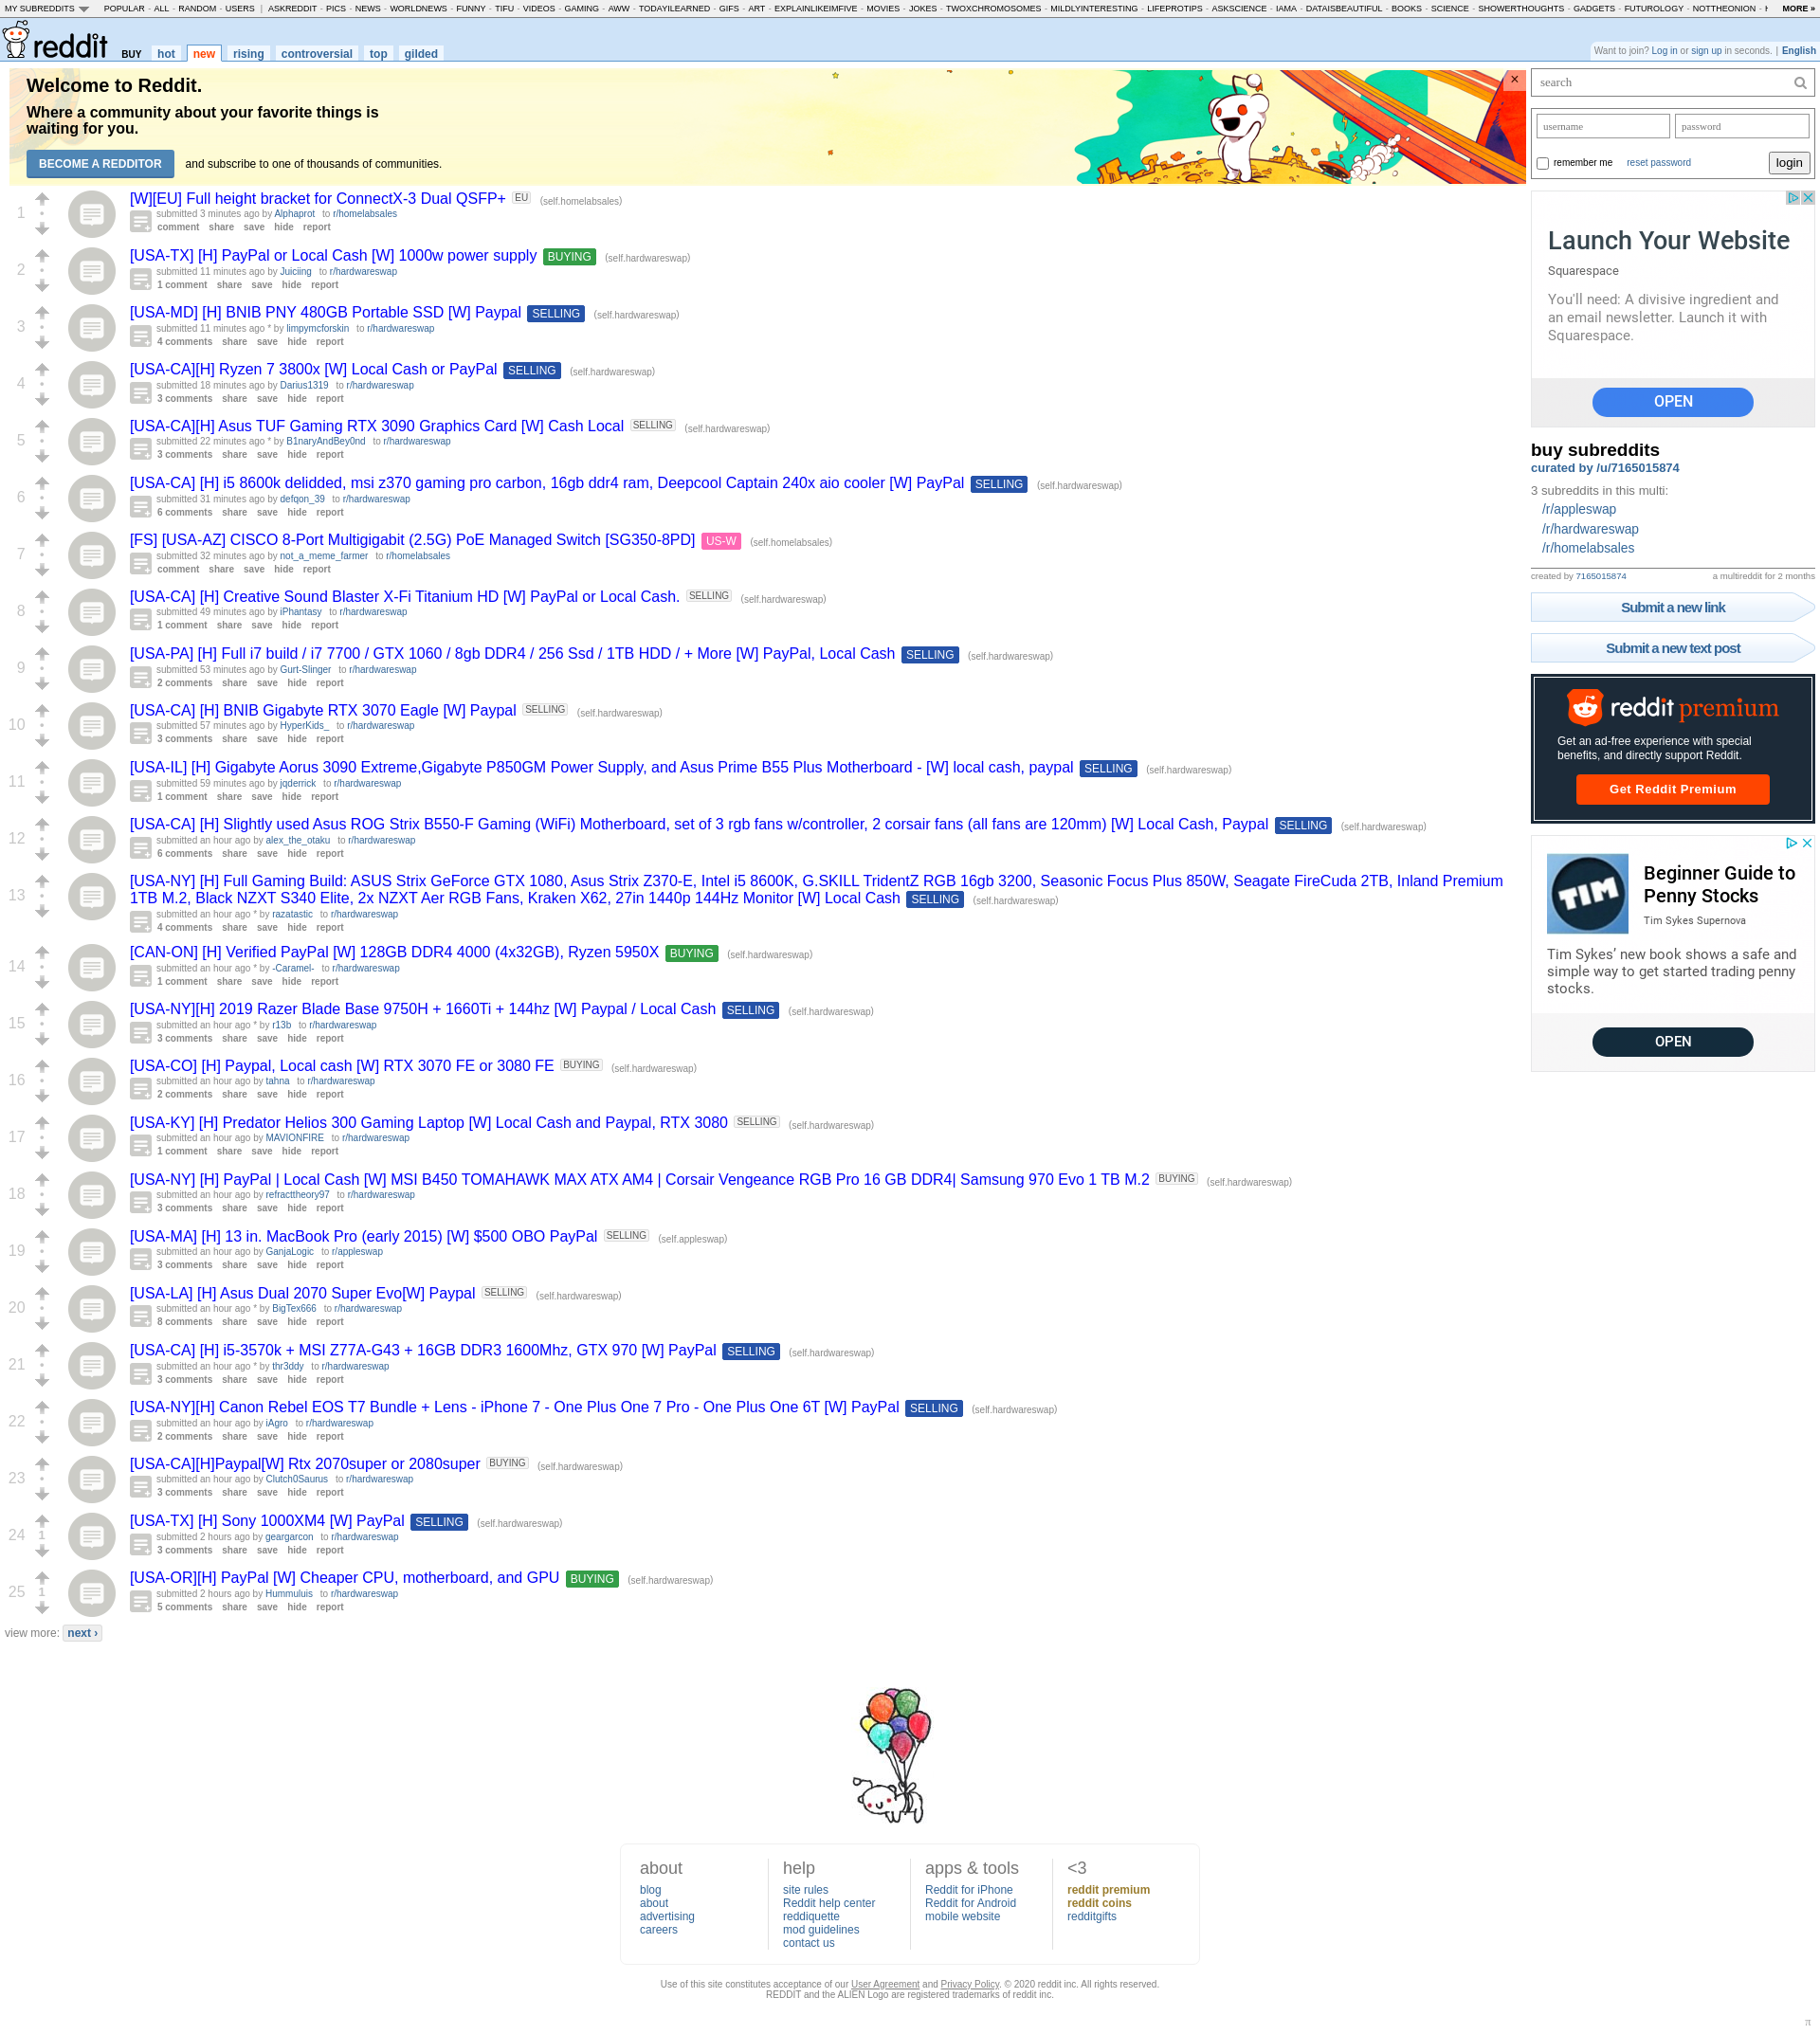 MY SUBREDDITS POPULAR - ALL - RANDOM - USERS | ASKREDDIT - PICS - NEWS - WORLDNEWS - FUNNY - TIFU - VIDEOS - GAMING - AWW - TODAYILEARNED - GIFS - ART - EXPLAINLIKEIMFIVE - MOVIES - JOKES - TWOXCHROMOSOMES - MILDLYINTERESTING - LIFEPROTIPS - ASKSCIENCE - IAMA - DATAISBEAUTIFUL - BOOKS - SCIENCE - SHOWERTHOUGHTS - GADGETS - FUTUROLOGY - NOTTHEONION - MORE »
reddit BUY hot new rising controversial top gilded
Want to join? Log in or sign up in seconds. | English
Welcome to Reddit.
Where a community about your favorite things is
waiting for you.
BECOME A REDDITOR and subscribe to one of thousands of communities.
×
1
[W][EU] Full height bracket for ConnectX-3 Dual QSFP+ EU (self.homelabsales)
submitted 3 minutes ago by Alphaprot to r/homelabsales
comment share save hide report
2
[USA-TX] [H] PayPal or Local Cash [W] 1000w power supply BUYING (self.hardwareswap)
submitted 11 minutes ago by Juiciing to r/hardwareswap
1 comment share save hide report
3
[USA-MD] [H] BNIB PNY 480GB Portable SSD [W] Paypal SELLING (self.hardwareswap)
submitted 11 minutes ago * by limpymcforskin to r/hardwareswap
4 comments share save hide report
4
[USA-CA][H] Ryzen 7 3800x [W] Local Cash or PayPal SELLING (self.hardwareswap)
submitted 18 minutes ago by Darius1319 to r/hardwareswap
3 comments share save hide report
5
[USA-CA][H] Asus TUF Gaming RTX 3090 Graphics Card [W] Cash Local SELLING (self.hardwareswap)
submitted 22 minutes ago * by B1naryAndBey0nd to r/hardwareswap
3 comments share save hide report
6
[USA-CA] [H] i5 8600k delidded, msi z370 gaming pro carbon, 16gb ddr4 ram, Deepcool Captain 240x aio cooler [W] PayPal SELLING (self.hardwareswap)
submitted 31 minutes ago by defqon_39 to r/hardwareswap
6 comments share save hide report
7
[FS] [USA-AZ] CISCO 8-Port Multigigabit (2.5G) PoE Managed Switch [SG350-8PD] US-W (self.homelabsales)
submitted 32 minutes ago by not_a_meme_farmer to r/homelabsales
comment share save hide report
8
[USA-CA] [H] Creative Sound Blaster X-Fi Titanium HD [W] PayPal or Local Cash. SELLING (self.hardwareswap)
submitted 49 minutes ago by iPhantasy to r/hardwareswap
1 comment share save hide report
9
[USA-PA] [H] Full i7 build / i7 7700 / GTX 1060 / 8gb DDR4 / 256 Ssd / 1TB HDD / + More [W] PayPal, Local Cash SELLING (self.hardwareswap)
submitted 53 minutes ago by Gurt-Slinger to r/hardwareswap
2 comments share save hide report
10
[USA-CA] [H] BNIB Gigabyte RTX 3070 Eagle [W] Paypal SELLING (self.hardwareswap)
submitted 57 minutes ago by HyperKids_ to r/hardwareswap
3 comments share save hide report
11
[USA-IL] [H] Gigabyte Aorus 3090 Extreme,Gigabyte P850GM Power Supply, and Asus Prime B55 Plus Motherboard - [W] local cash, paypal SELLING (self.hardwareswap)
submitted 59 minutes ago by jqderrick to r/hardwareswap
1 comment share save hide report
12
[USA-CA] [H] Slightly used Asus ROG Strix B550-F Gaming (WiFi) Motherboard, set of 3 rgb fans w/controller, 2 corsair fans (all fans are 120mm) [W] Local Cash, Paypal SELLING (self.hardwareswap)
submitted an hour ago by alex_the_otaku to r/hardwareswap
6 comments share save hide report
13
[USA-NY] [H] Full Gaming Build: ASUS Strix GeForce GTX 1080, Asus Strix Z370-E, Intel i5 8600K, G.SKILL TridentZ RGB 16gb 3200, Seasonic Focus Plus 850W, Seagate FireCuda 2TB, Inland Premium
1TB M.2, Black NZXT S340 Elite, 2x NZXT Aer RGB Fans, Kraken X62, 27in 1440p 144Hz Monitor [W] Local Cash SELLING (self.hardwareswap)
submitted an hour ago * by razatastic to r/hardwareswap
4 comments share save hide report
14
[CAN-ON] [H] Verified PayPal [W] 128GB DDR4 4000 (4x32GB), Ryzen 5950X BUYING (self.hardwareswap)
submitted an hour ago * by -Caramel- to r/hardwareswap
1 comment share save hide report
15
[USA-NY][H] 2019 Razer Blade Base 9750H + 1660Ti + 144hz [W] Paypal / Local Cash SELLING (self.hardwareswap)
submitted an hour ago * by r13b to r/hardwareswap
3 comments share save hide report
16
[USA-CO] [H] Paypal, Local cash [W] RTX 3070 FE or 3080 FE BUYING (self.hardwareswap)
submitted an hour ago by tahna to r/hardwareswap
2 comments share save hide report
17
[USA-KY] [H] Predator Helios 300 Gaming Laptop [W] Local Cash and Paypal, RTX 3080 SELLING (self.hardwareswap)
submitted an hour ago by MAVIONFIRE to r/hardwareswap
1 comment share save hide report
18
[USA-NY] [H] PayPal | Local Cash [W] MSI B450 TOMAHAWK MAX ATX AM4 | Corsair Vengeance RGB Pro 16 GB DDR4| Samsung 970 Evo 1 TB M.2 BUYING (self.hardwareswap)
submitted an hour ago by refracttheory97 to r/hardwareswap
3 comments share save hide report
19
[USA-MA] [H] 13 in. MacBook Pro (early 2015) [W] $500 OBO PayPal SELLING (self.appleswap)
submitted an hour ago by GanjaLogic to r/appleswap
3 comments share save hide report
20
[USA-LA] [H] Asus Dual 2070 Super Evo[W] Paypal SELLING (self.hardwareswap)
submitted an hour ago * by BigTex666 to r/hardwareswap
8 comments share save hide report
21
[USA-CA] [H] i5-3570k + MSI Z77A-G43 + 16GB DDR3 1600Mhz, GTX 970 [W] PayPal SELLING (self.hardwareswap)
submitted an hour ago * by thr3ddy to r/hardwareswap
3 comments share save hide report
22
[USA-NY][H] Canon Rebel EOS T7 Bundle + Lens - iPhone 7 - One Plus One 7 Pro - One Plus One 6T [W] PayPal SELLING (self.hardwareswap)
submitted an hour ago by iAgro to r/hardwareswap
2 comments share save hide report
23
[USA-CA][H]Paypal[W] Rtx 2070super or 2080super BUYING (self.hardwareswap)
submitted an hour ago by Clutch0Saurus to r/hardwareswap
3 comments share save hide report
24 1
[USA-TX] [H] Sony 1000XM4 [W] PayPal SELLING (self.hardwareswap)
submitted 2 hours ago by geargarcon to r/hardwareswap
3 comments share save hide report
25 1
[USA-OR][H] PayPal [W] Cheaper CPU, motherboard, and GPU BUYING (self.hardwareswap)
submitted 2 hours ago by Hummuluis to r/hardwareswap
5 comments share save hide report
view more: next ›
search
username password
remember me reset password login
Launch Your Website
Squarespace
You'll need: A divisive ingredient and
an email newsletter. Launch it with
Squarespace.
OPEN
buy subreddits
curated by /u/7165015874
3 subreddits in this multi:
/r/appleswap
/r/hardwareswap
/r/homelabsales
created by 7165015874 a multireddit for 2 months
Submit a new link
Submit a new text post
reddit premium
Get an ad-free experience with special
benefits, and directly support Reddit.
Get Reddit Premium
TIM
Beginner Guide to
Penny Stocks
Tim Sykes Supernova
Tim Sykes’ new book shows a safe and
simple way to get started trading penny
stocks.
OPEN
about
blog
about
advertising
careers
help
site rules
Reddit help center
reddiquette
mod guidelines
contact us
apps & tools
Reddit for iPhone
Reddit for Android
mobile website
<3
reddit premium
reddit coins
redditgifts
Use of this site constitutes acceptance of our User Agreement and Privacy Policy. © 2020 reddit inc. All rights reserved.
REDDIT and the ALIEN Logo are registered trademarks of reddit inc.
π